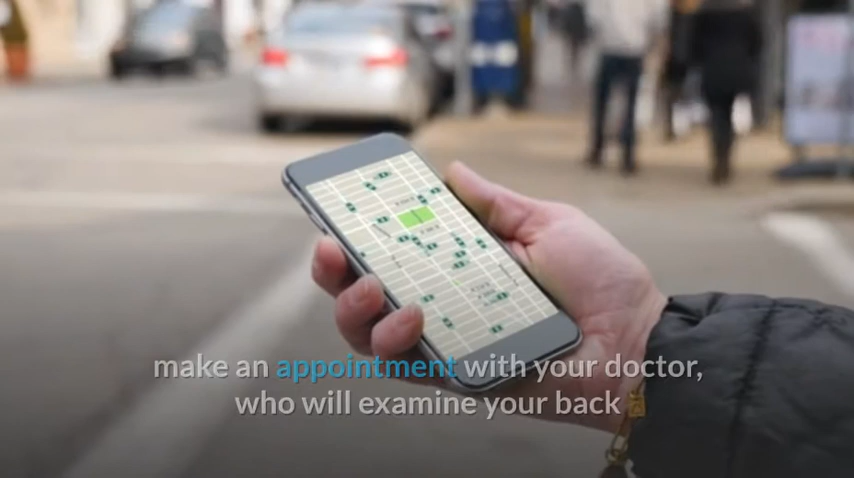 make an appointment with your doctor,
who will examine your back